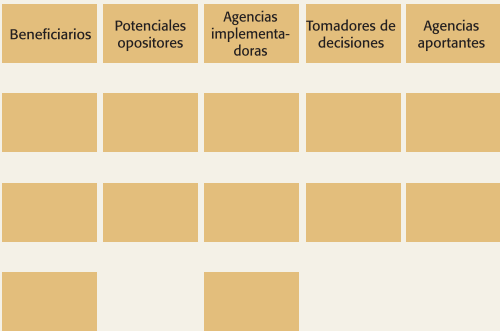 Beneficiarios
Potenciales
opositores
Agencias
implementa-
doras
Tomadores de
decisiones
Agencias
aportantes